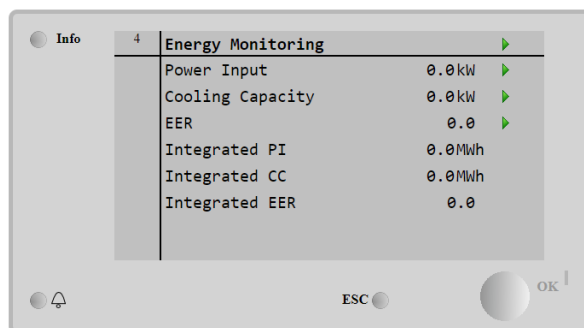 Info
4 Energy Monitoring
Power Input 0.0kW
Cooling Capacity 0.0kW
EER 0.0
Integrated PI 0.0MWh
Integrated CC 0.0MWh
Integrated EER 0.0
ESC
OK